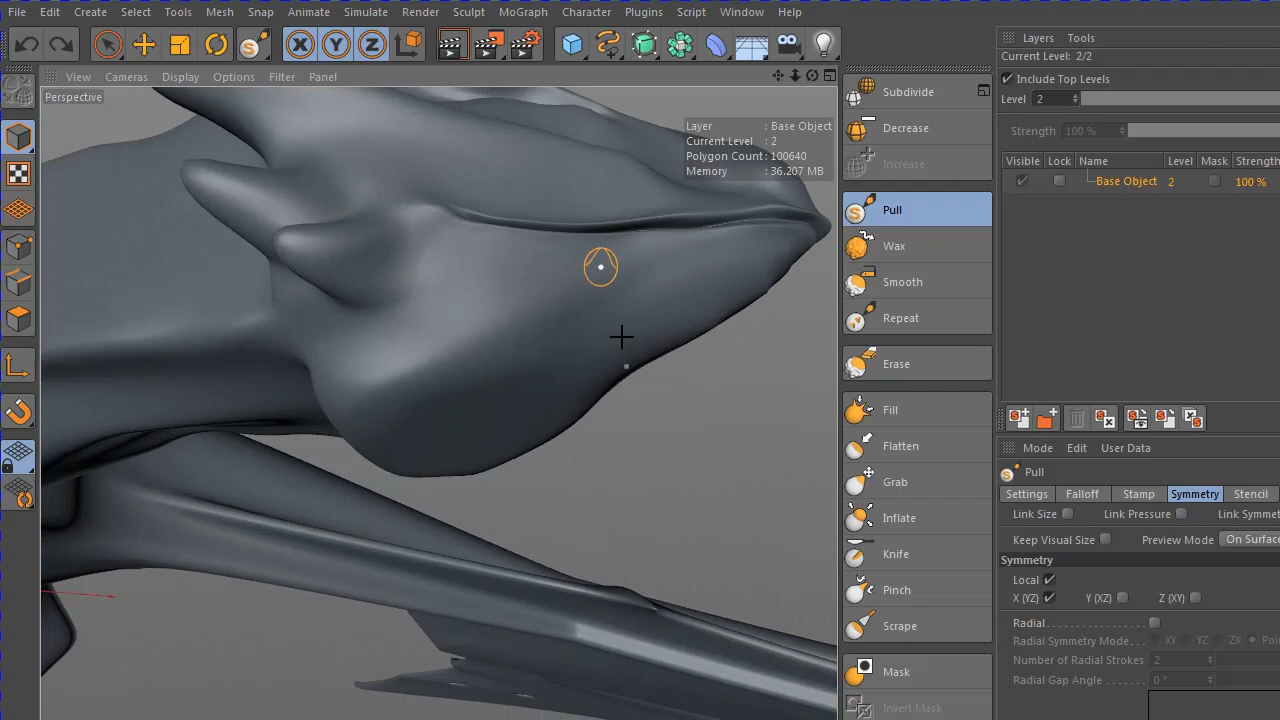 File Edit Create Select Tools Mesh Snap Animate Simulate Render Sculpt MoGraph Character Plugins Script Window Help
View Cameras Display Options Filter Panel
Perspective
Layer : Base Object
Current Level : 2
Polygon Count : 100640
Memory : 36.207 MB
Subdivide
Decrease
Increase
Pull
Wax
Smooth
Repeat
Erase
Fill
Flatten
Grab
Inflate
Knife
Pinch
Scrape
Mask
Invert Mask
Layers Tools
Current Level: 2/2
Include Top Levels
Level 2
Strength 100 %
Visible Lock Name Level Mask Strength
Base Object 2 100 %
Mode Edit User Data
Pull
Settings Falloff Stamp Symmetry Stencil
Link Size Link Pressure Link Symmet
Keep Visual Size Preview Mode On Surface
Symmetry
Local
X (YZ) Y (XZ) Z (XY)
Radial
Radial Symmetry Mode... XY YZ ZX Poi
Number of Radial Strokes 2
Radial Gap Angle 0 °